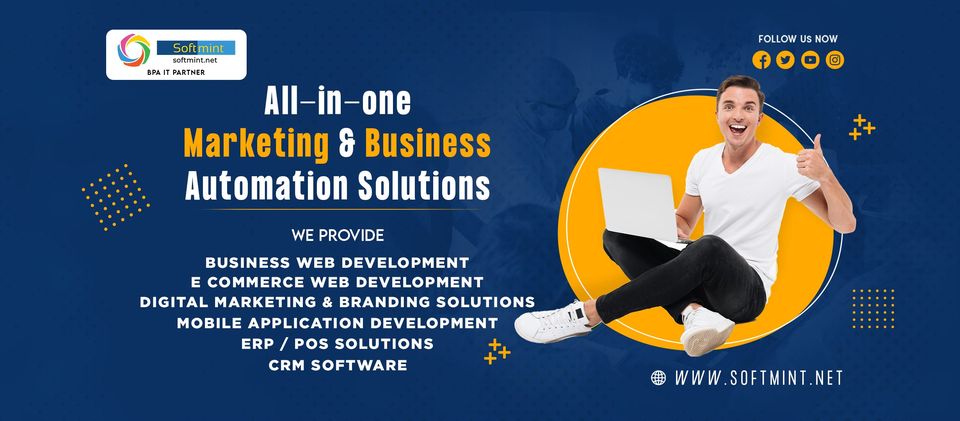 Softmint
softmint.net
BPA IT PARTNER
FOLLOW US NOW
All-in-one
Marketing & Business
Automation Solutions
WE PROVIDE
BUSINESS WEB DEVELOPMENT
E COMMERCE WEB DEVELOPMENT
DIGITAL MARKETING & BRANDING SOLUTIONS
MOBILE APPLICATION DEVELOPMENT
ERP / POS SOLUTIONS
CRM SOFTWARE
WWW.SOFTMINT.NET